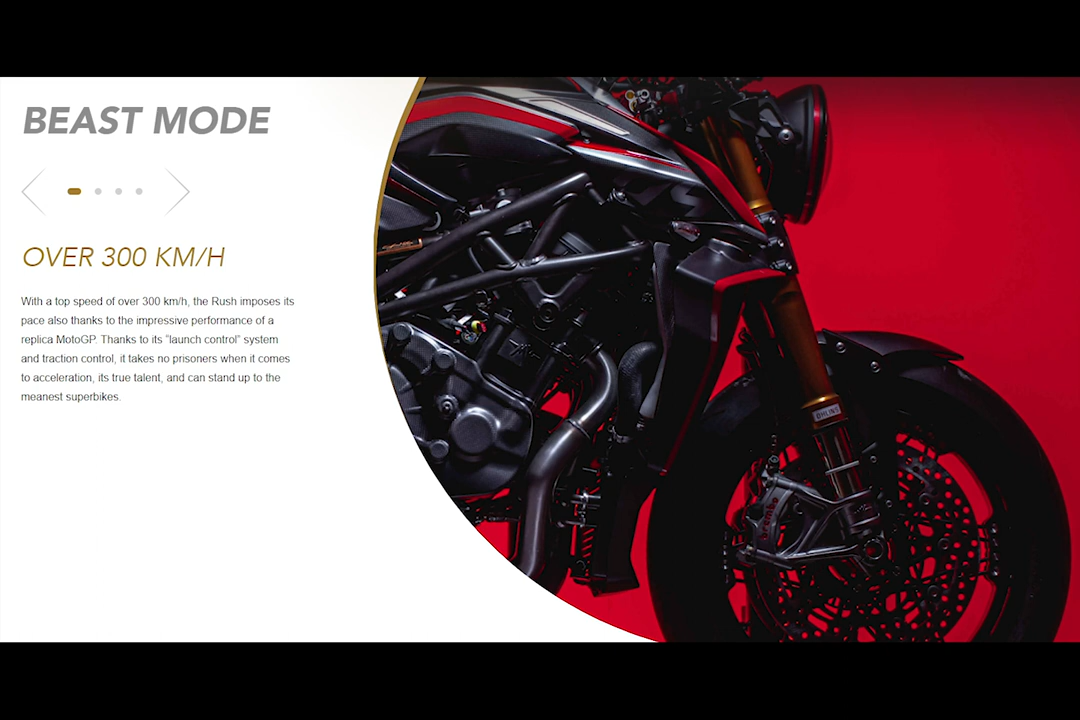 BEAST MODE
OVER 300 KM/H
With a top speed of over 300 km/h, the Rush imposes its
pace also thanks to the impressive performance of a
replica MotoGP. Thanks to its "launch control" system
and traction control, it takes no prisoners when it comes
to acceleration, its true talent, and can stand up to the
meanest superbikes.
ÖHLINS
brembo